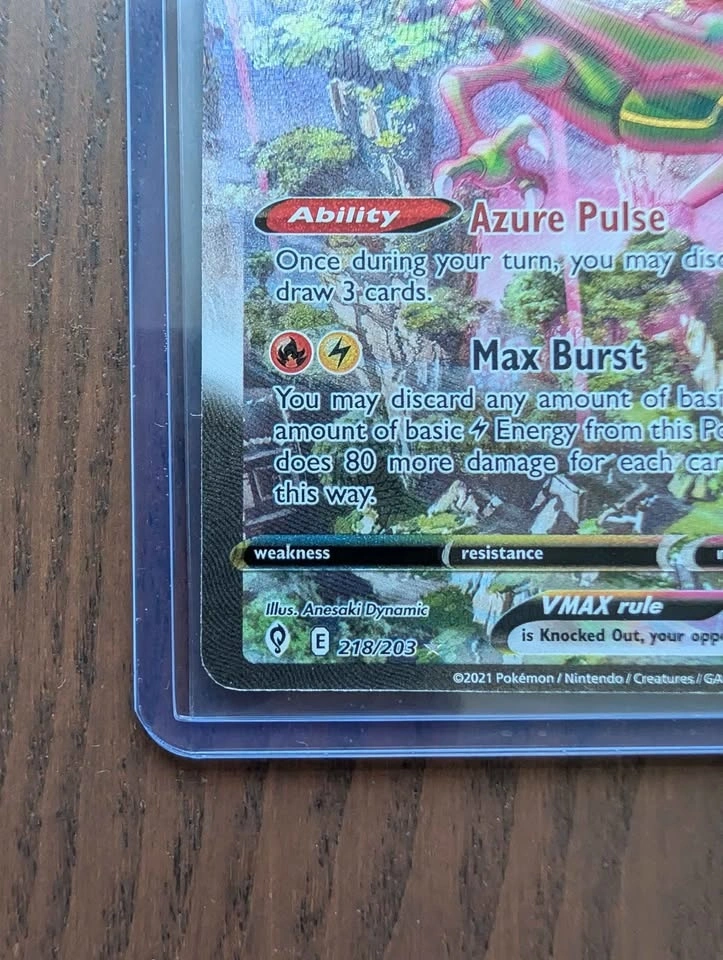 Ability Azure Pulse
Once during your turn, you may disc
draw 3 cards.
Max Burst
You may discard any amount of basi
amount of basic Energy from this Po
does 80 more damage for each car
this way.
weakness resistance
Illus. Anesaki Dynamic
VMAX rule
E 218/203
is Knocked Out, your oppo
©2021 Pokémon / Nintendo / Creatures / GA